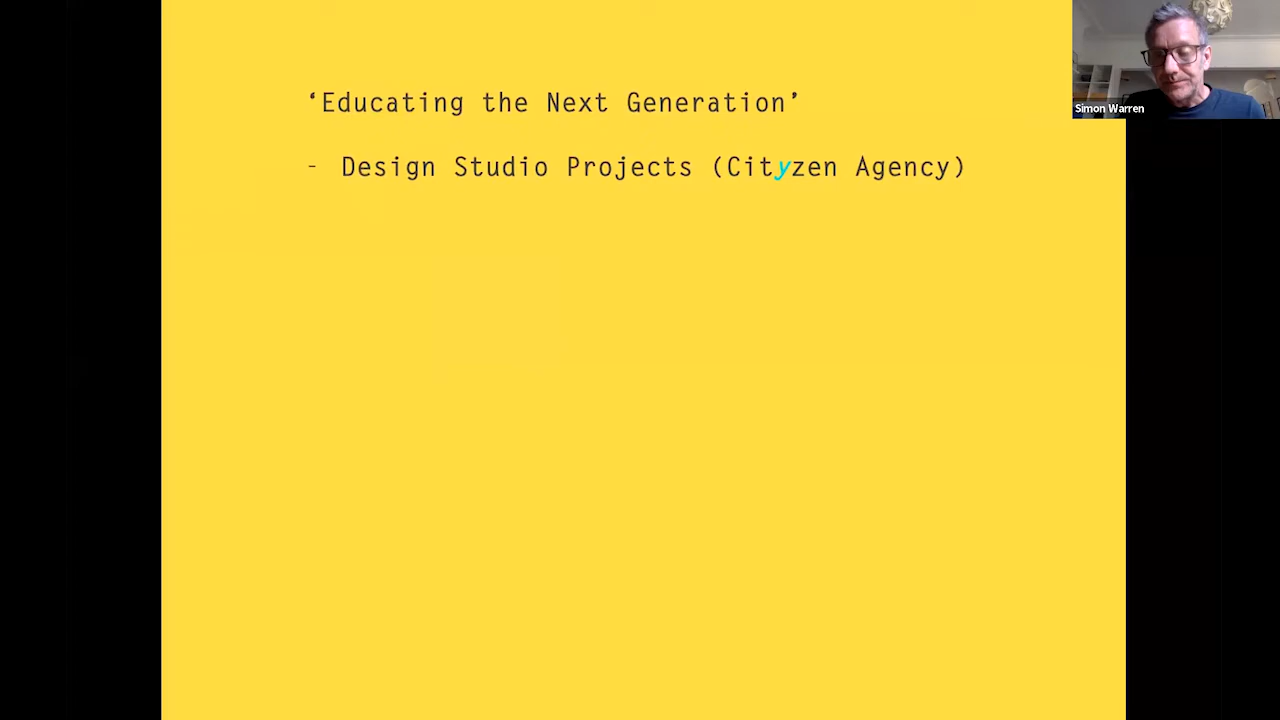 ‘Educating the Next Generation’
- Design Studio Projects (Cityzen Agency)
Simon Warren